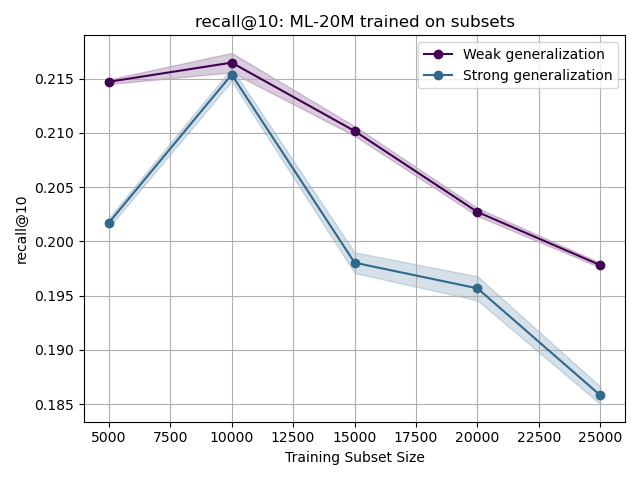 recall@10: ML-20M trained on subsets
Weak generalization
Strong generalization
0.215
0.210
0.205
0.200
0.195
0.190
0.185
recall@10
5000 7500 10000 12500 15000 17500 20000 22500 25000
Training Subset Size